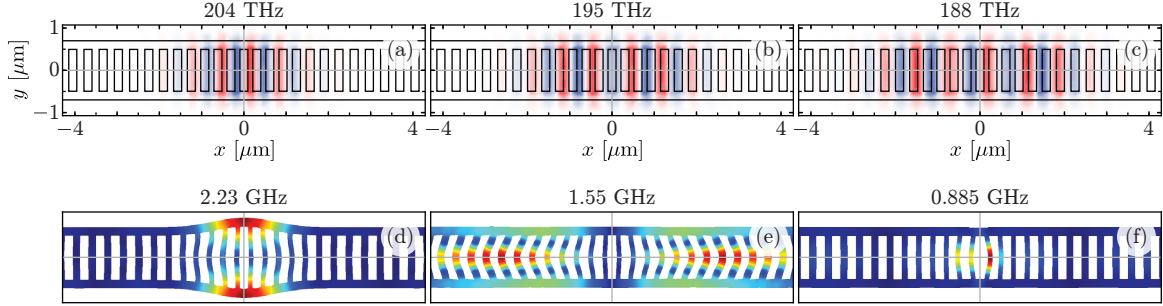 204 THz 195 THz 188 THz
1
0
−1
y [μm]
(a) (b) (c)
−4 0 4 −4 0 4 −4 0 4
x [μm] x [μm] x [μm]
2.23 GHz 1.55 GHz 0.885 GHz
(d) (e) (f)